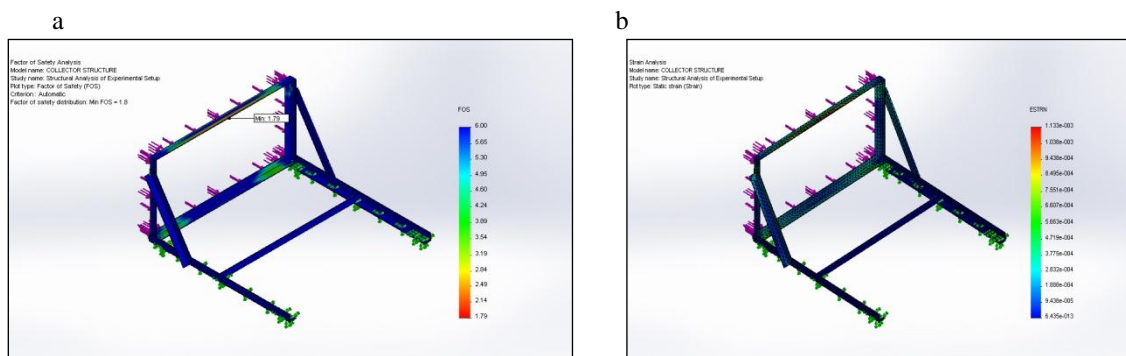 a
b
Factor of Safety Analysis
Model name: COLLECTOR STRUCTURE
Study name: Structural Analysis of Experimental Setup
Plot type: Factor of Safety (FOS)
Criterion : Automatic
Factor of safety distribution: Min FOS = 1.8
Min: 1.79
FOS
6.00
5.65
5.30
4.95
4.60
4.24
3.89
3.54
3.19
2.84
2.49
2.14
1.79
Strain Analysis
Model name: COLLECTOR STRUCTURE
Study name: Structural Analysis of Experimental Setup
Plot type: Static strain (Strain)
ESTRN
1.133e-003
1.038e-003
9.438e-004
8.495e-004
7.551e-004
6.607e-004
5.663e-004
4.719e-004
3.775e-004
2.832e-004
1.888e-004
9.438e-005
6.435e-013